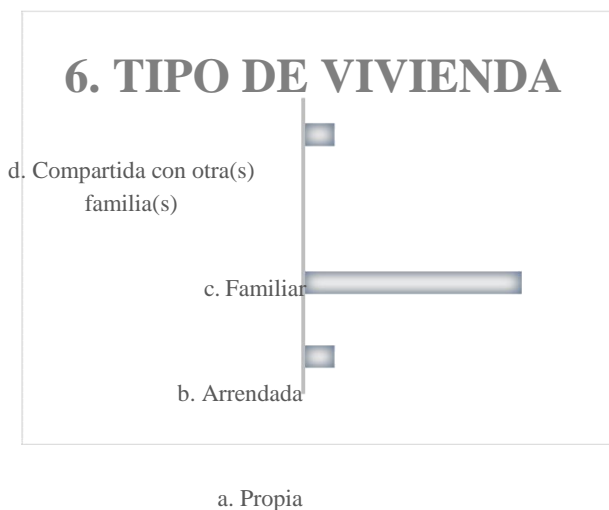 6. TIPO DE VIVIENDA
d. Compartida con otra(s)
familia(s)
c. Familiar
b. Arrendada
a. Propia